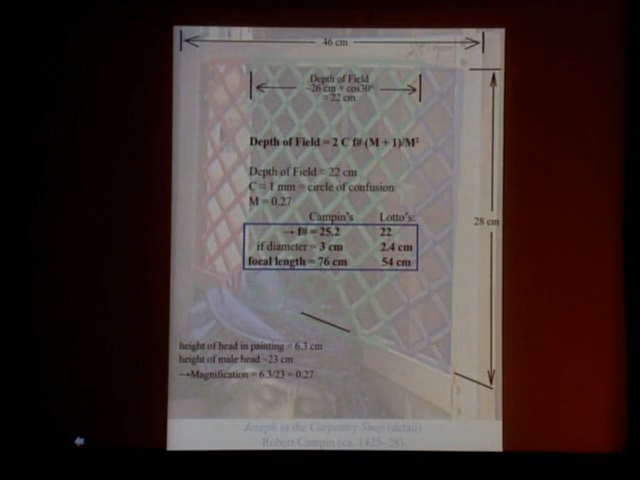 46 cm
Depth of Field
~26 cm × cos30°
= 22 cm
Depth of Field = 2 C f# (M + 1)/M²
28 cm
Depth of Field ≈ 22 cm
C ≈ 1 mm = circle of confusion
M = 0.27
Campin's Lotto's:
→ f# = 25.2 22
if diameter = 3 cm 2.4 cm
focal length = 76 cm 54 cm
height of head in painting = 6.3 cm
height of male head ~23 cm
→Magnification = 6.3/23 = 0.27
Joseph in the Carpentry Shop (detail)
Robert Campin (ca. 1425-28)